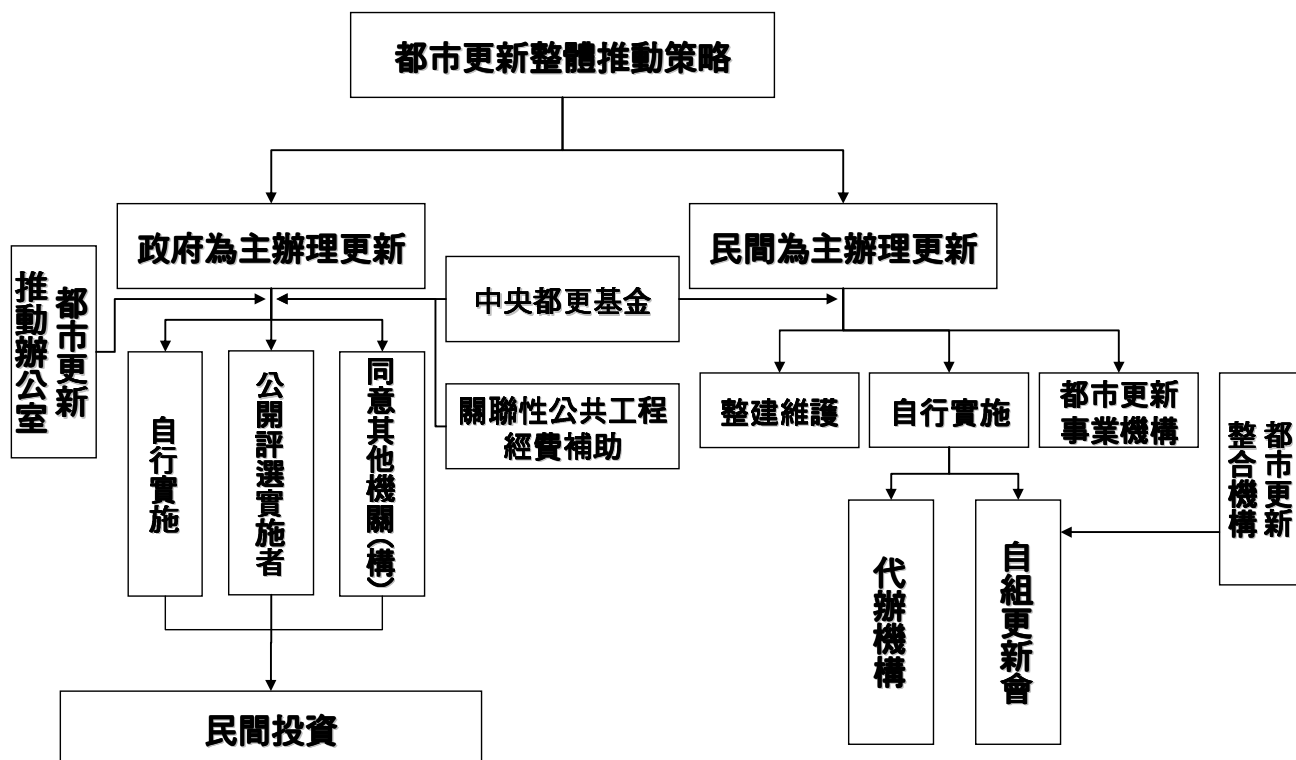 都市更新整體推動策略
政府為主辦理更新
民間為主辦理更新
都市更新
推動辦公室
中央都更基金
關聯性公共工程
經費補助
自行實施
公開評選實施者
同意其他機關(構)
整建維護
自行實施
都市更新
事業機構
都市更新
整合機構
代辦機構
自組更新會
民間投資